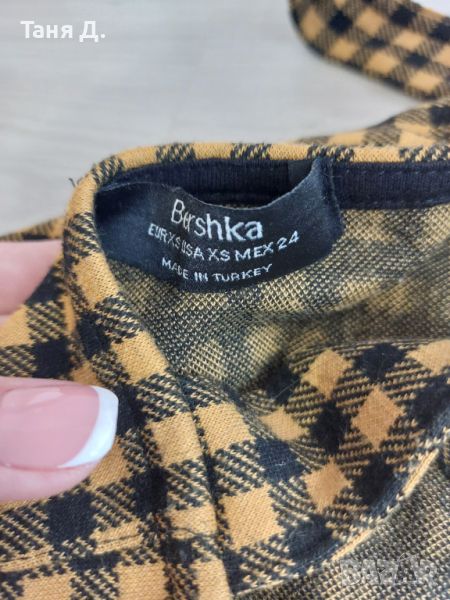 Таня Д.
Bershka
EUR XS USA XS MEX 24
MADE IN TURKEY